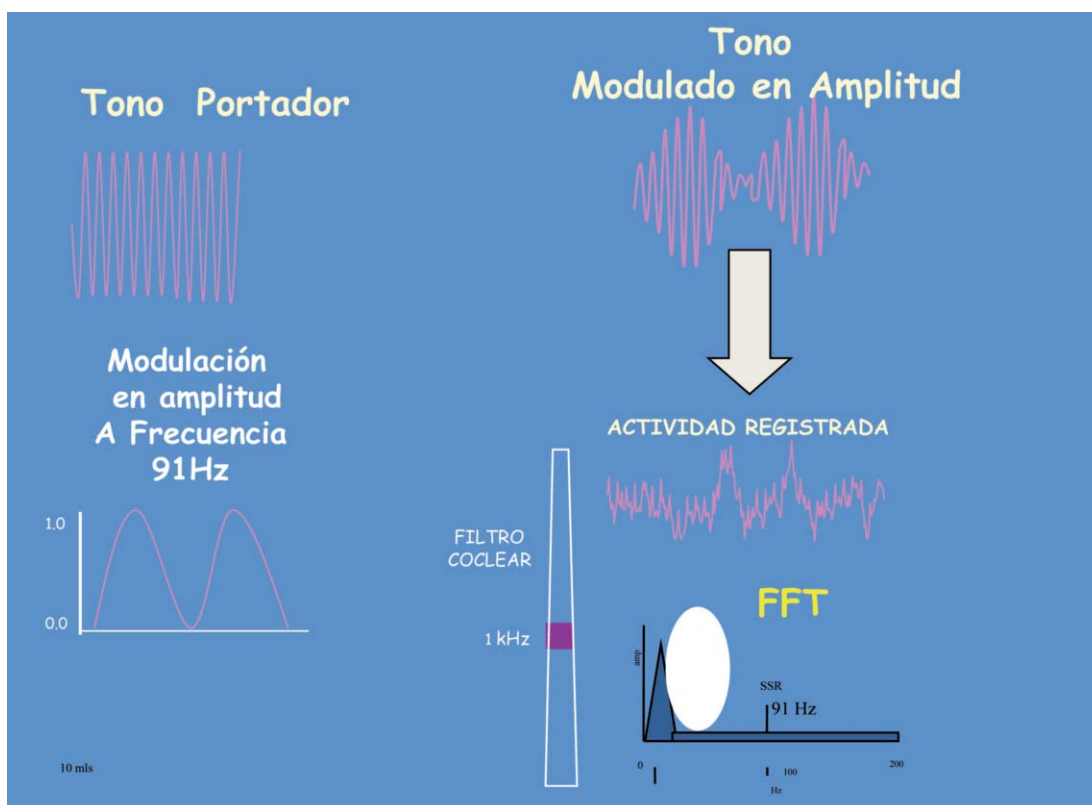 Tono Portador
Tono
Modulado en Amplitud
Modulación
en amplitud
A Frecuencia
91Hz
1.0
0.0
10 mls
ACTIVIDAD REGISTRADA
FILTRO
COCLEAR
1 kHz
FFT
amp
SSR
91 Hz
0
100
200
Hz